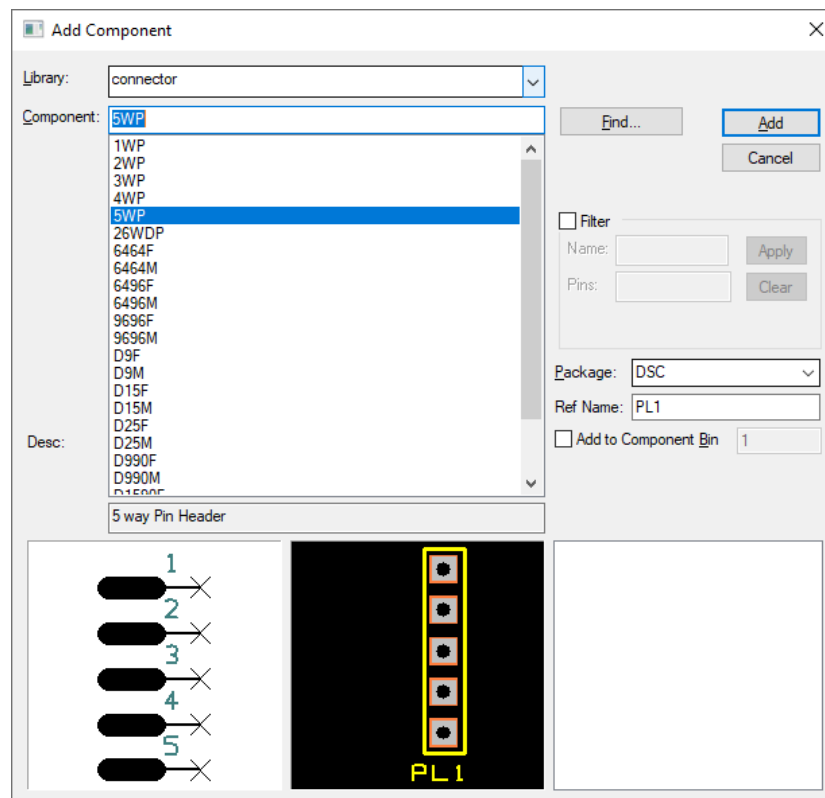 Add Component
Library: connector
Component: 5WP
Find...
Add
Cancel
1WP
2WP
3WP
4WP
5WP
26WDP
6464F
6464M
6496F
6496M
9696F
9696M
D9F
D9M
D15F
D15M
D25F
D25M
D990F
D990M
Filter
Name:
Apply
Pins:
Clear
Package: DSC
Ref Name: PL1
Add to Component Bin 1
Desc:
5 way Pin Header
1
2
3
4
5
PL1